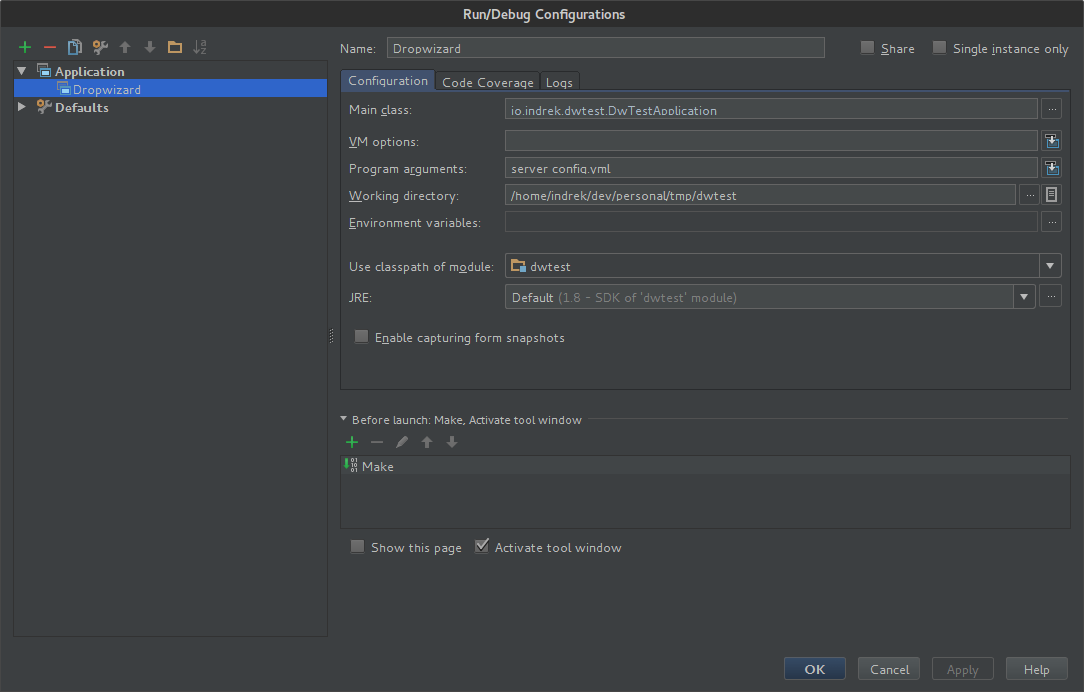 Run/Debug Configurations
Name: Dropwizard Share Single instance only
Application
Dropwizard
Defaults
Configuration Code Coverage Logs
Main class: io.indrek.dwtest.DwTestApplication ...
VM options:
Program arguments: server config.yml
Working directory: /home/indrek/dev/personal/tmp/dwtest ...
Environment variables: ...
Use classpath of module: dwtest
JRE: Default (1.8 - SDK of 'dwtest' module) ...
Enable capturing form snapshots
Before launch: Make, Activate tool window
Make
Show this page Activate tool window
OK Cancel Apply Help